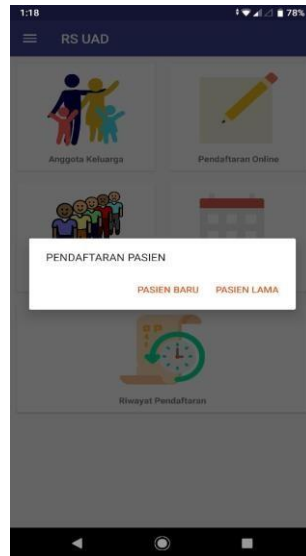 1:18
78%
RS UAD
Anggota Keluarga
Pendaftaran Online
PENDAFTARAN PASIEN
PASIEN BARU PASIEN LAMA
Riwayat Pendaftaran